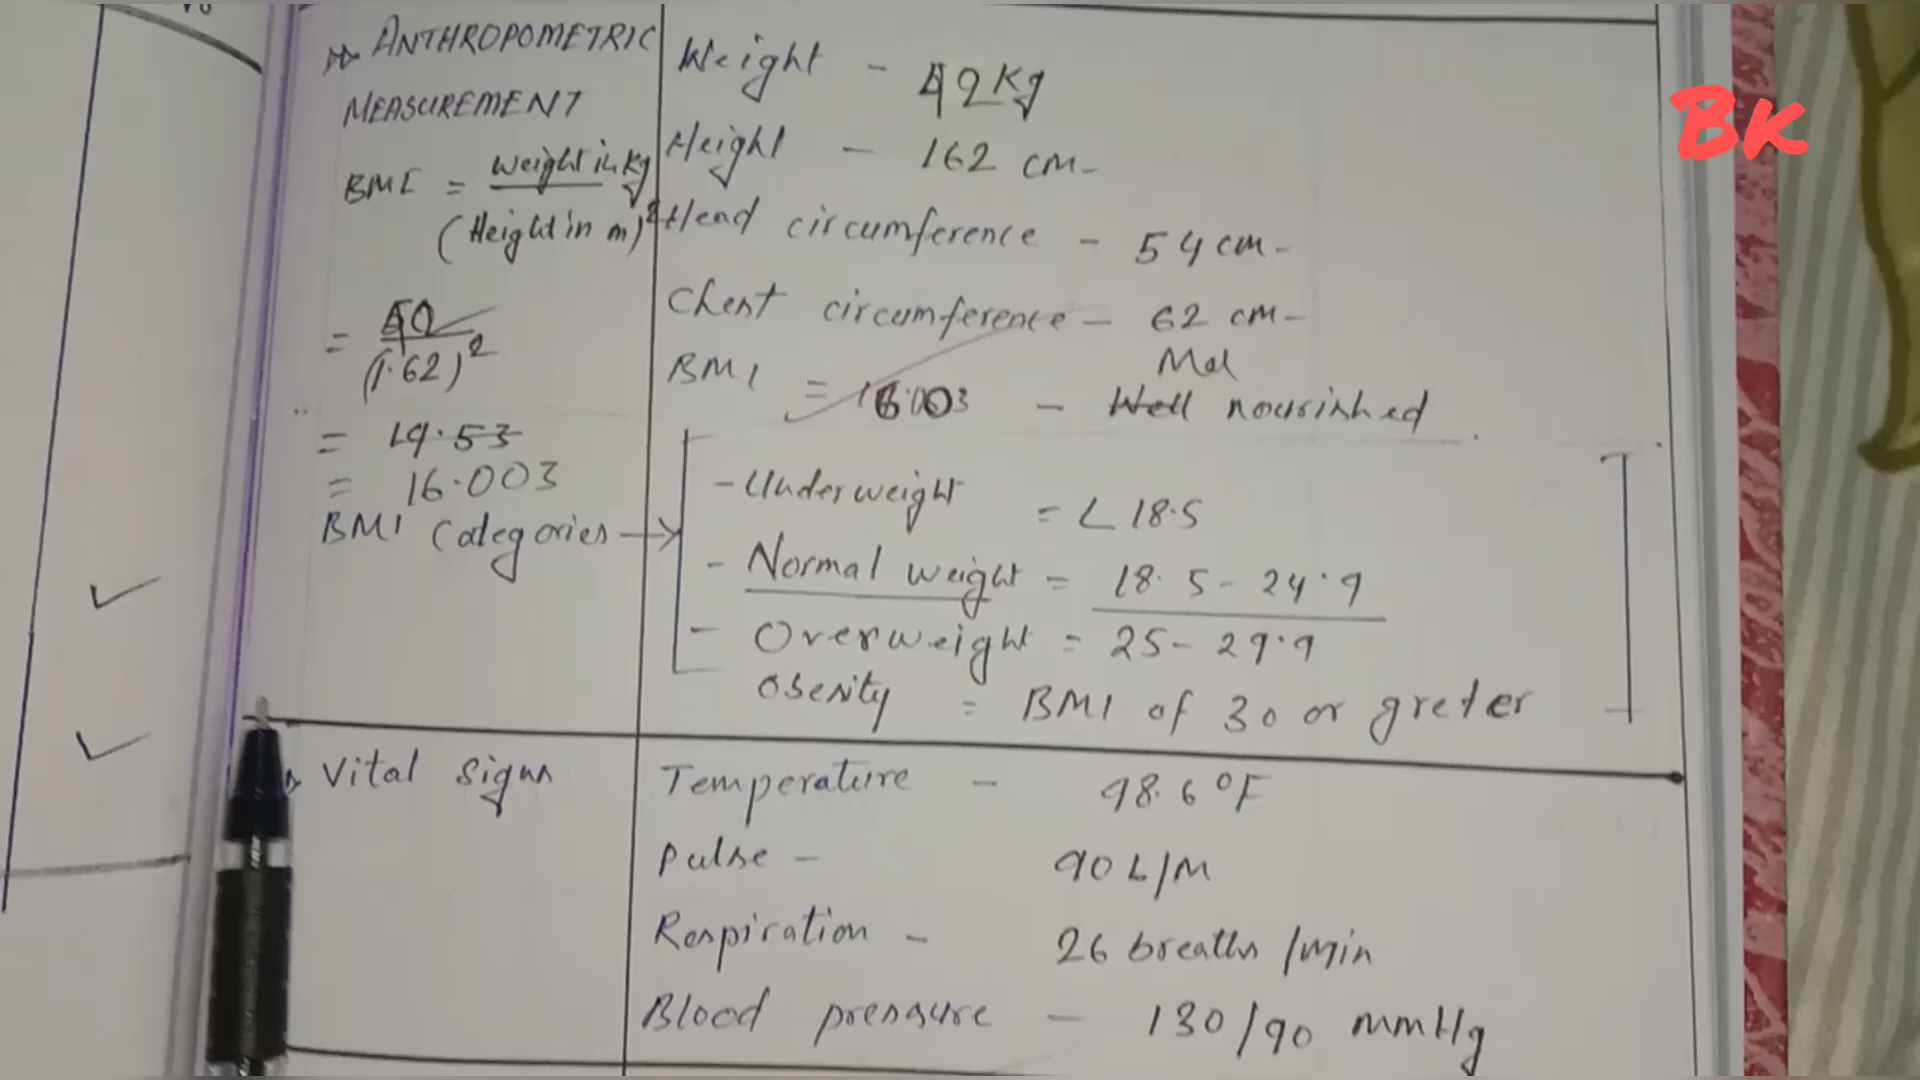 ANTHROPOMETRIC
MEASUREMENT
BMI = Weight in kg
(Height in m)2
=
(1.62)2
= 19.53
= 16.003
BMI Categories →
Weight - 42 Kg
Height - 162 cm-
Head circumference - 54 cm-
Chest circumference - 62 cm-
Mal
BMI = 16.003 - Well nourished
- Underweight = < 18.5
- Normal weight = 18.5 - 24.9
- Overweight = 25 - 29.9
Obesity = BMI of 30 or greter
Vital Signs
Temperature - 98.6 °F
Pulse - 90 b/M
Respiration - 26 breaths /min
Blood pressure - 130/90 mmHg
BK